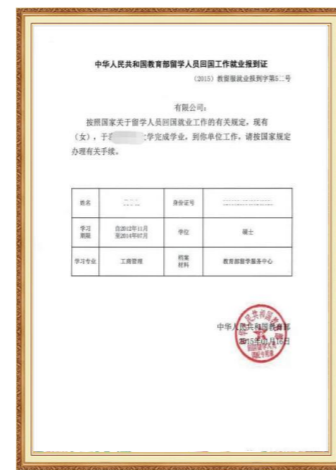 中华人民共和国教育部留学人员回国工作就业报到证
(2015) 教留服就业报到字第5二号
有限公司:
按照国家关于留学人员回国就业工作的有关规定，现有
(女)，于 学完成学业，到你单位工作，请按国家规定
办理有关手续。
姓名 身份证号
学习期限 自2012年11月至2014年07月 学位 硕士
学习专业 工商管理 档案材料 教育部留学服务中心
中华人民共和国教育部